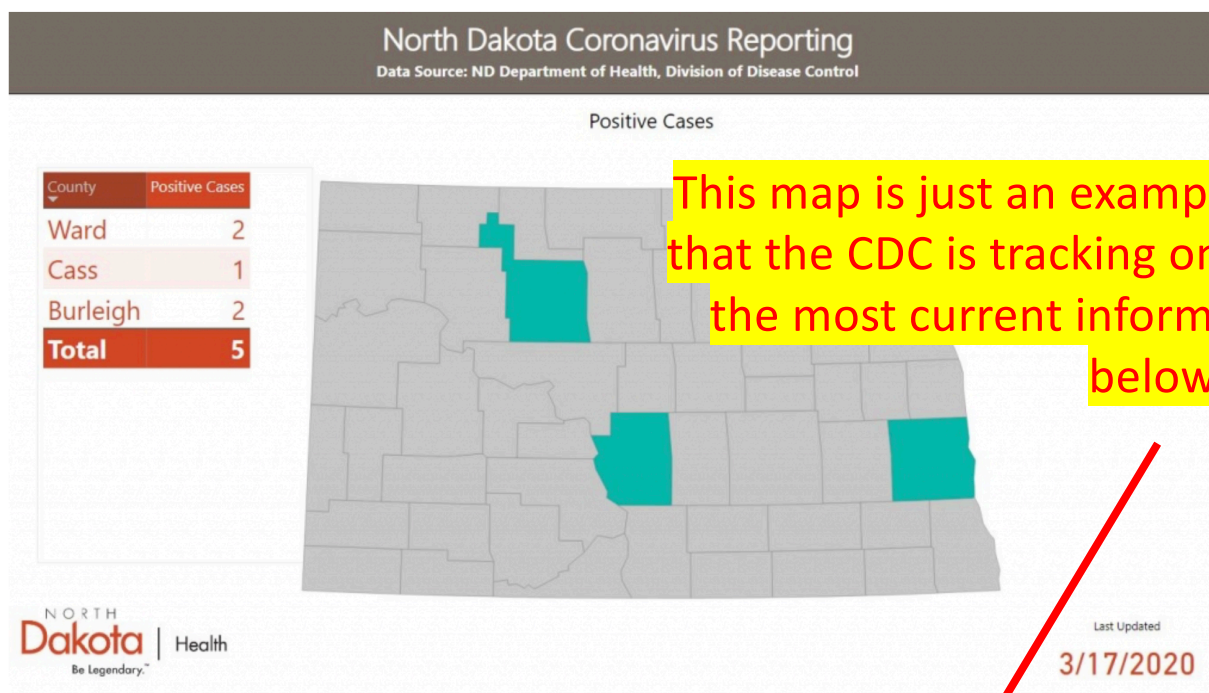 North Dakota Coronavirus Reporting
Data Source: ND Department of Health, Division of Disease Control
Positive Cases
County Positive Cases
Ward 2
Cass 1
Burleigh 2
Total 5
This map is just an examp
that the CDC is tracking or
the most current inform
below
NORTH
Dakota | Health
Be Legendary.™
Last Updated
3/17/2020